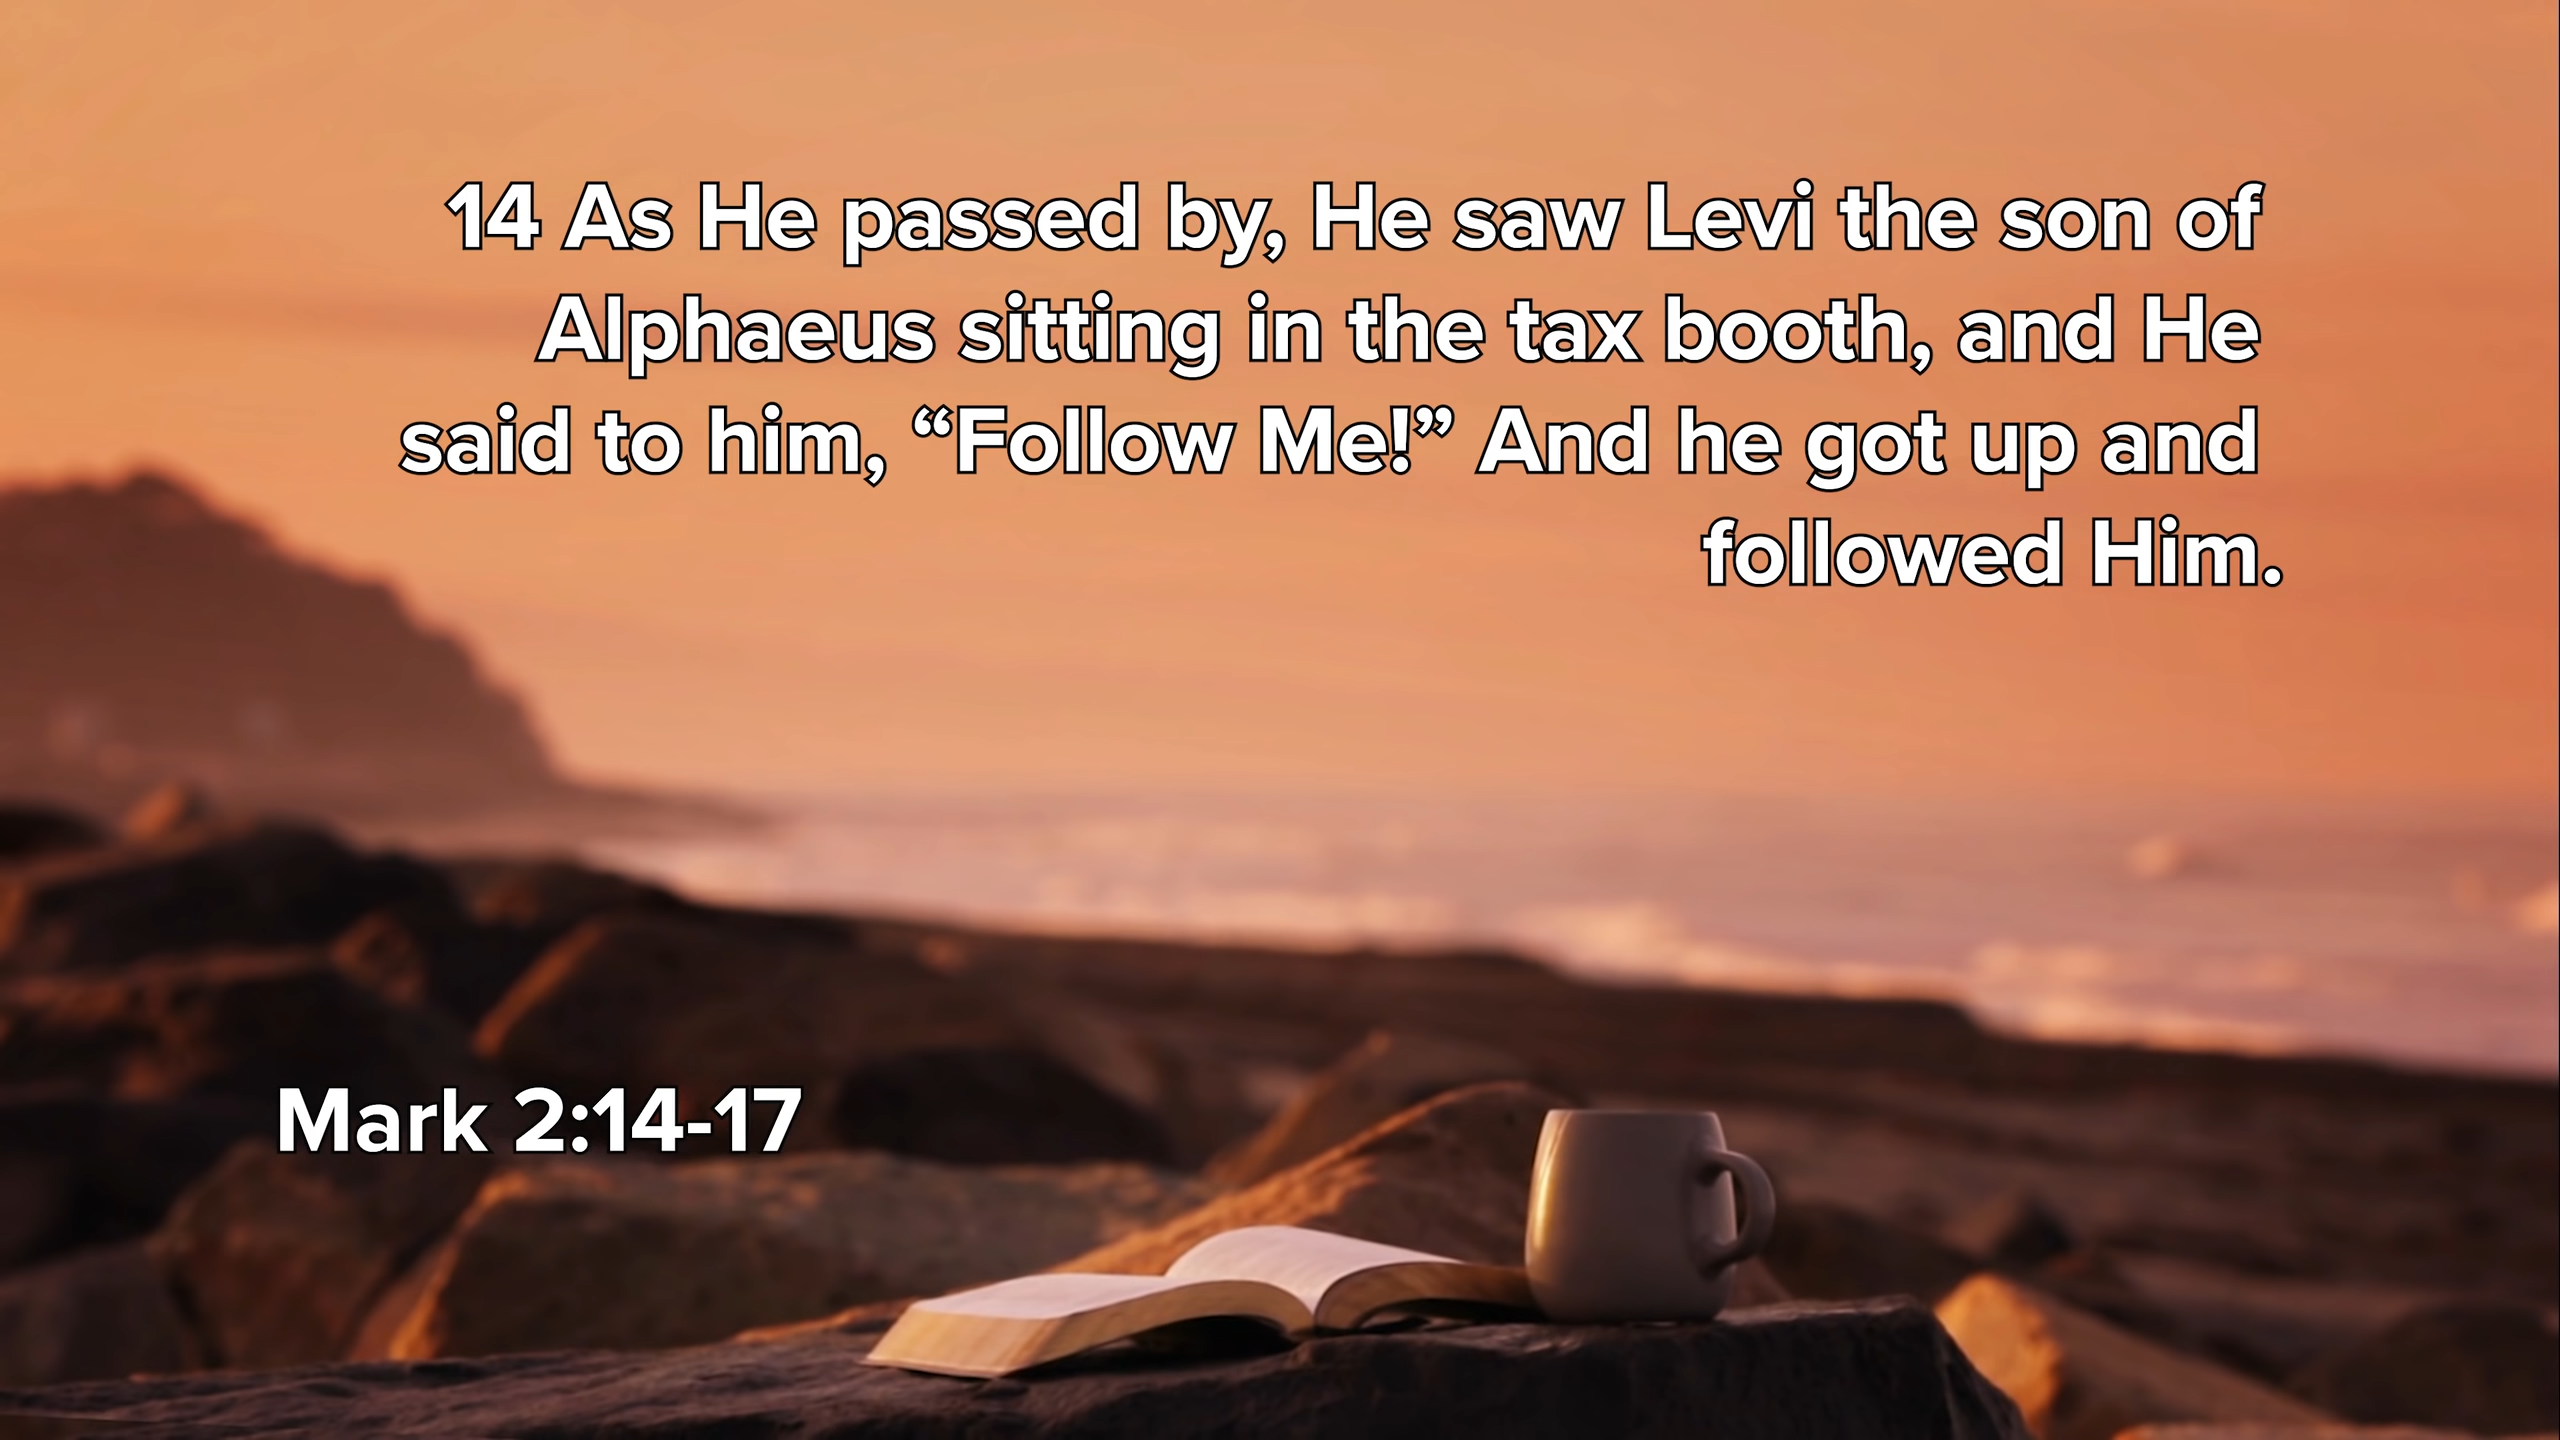 14 As He passed by, He saw Levi the son of
Alphaeus sitting in the tax booth, and He
said to him, “Follow Me!” And he got up and
followed Him.
Mark 2:14-17